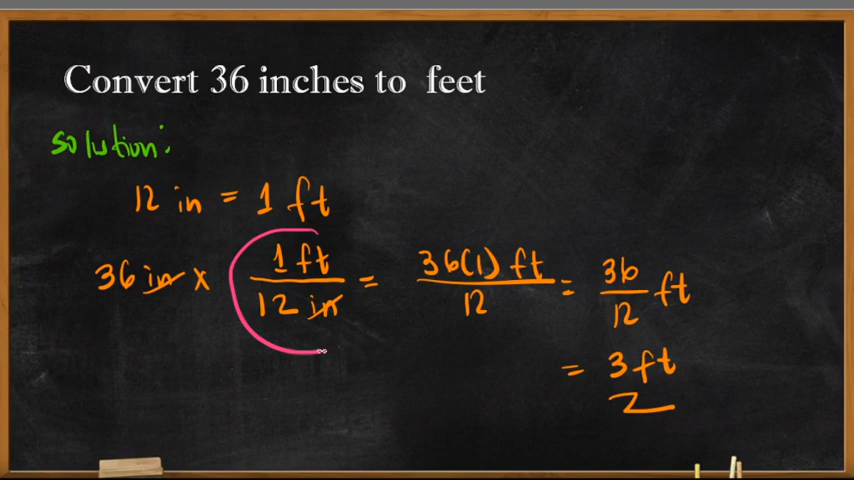 Convert 36 inches to feet
Solution:
12 in = 1 ft
36 in x 1 ft / 12 in = 36(1) ft / 12 = 36 / 12 ft
= 3 ft